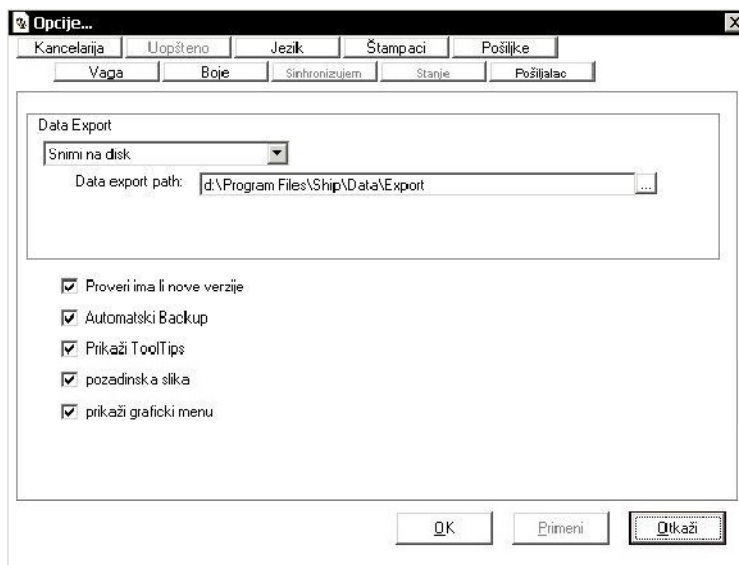 Opcije...
Kancelarija Uopšteno Jezik Štampaci Pošiljke
Vaga Boje Sinhronizujem Stanje Pošiljalac
Data Export
Snimi na disk
Data export path: d:\Program Files\Ship\Data\Export ...
Proveri ima li nove verzije
Automatski Backup
Prikaži ToolTips
pozadinska slika
prikaži graficki menu
OK Primeni Otkaži